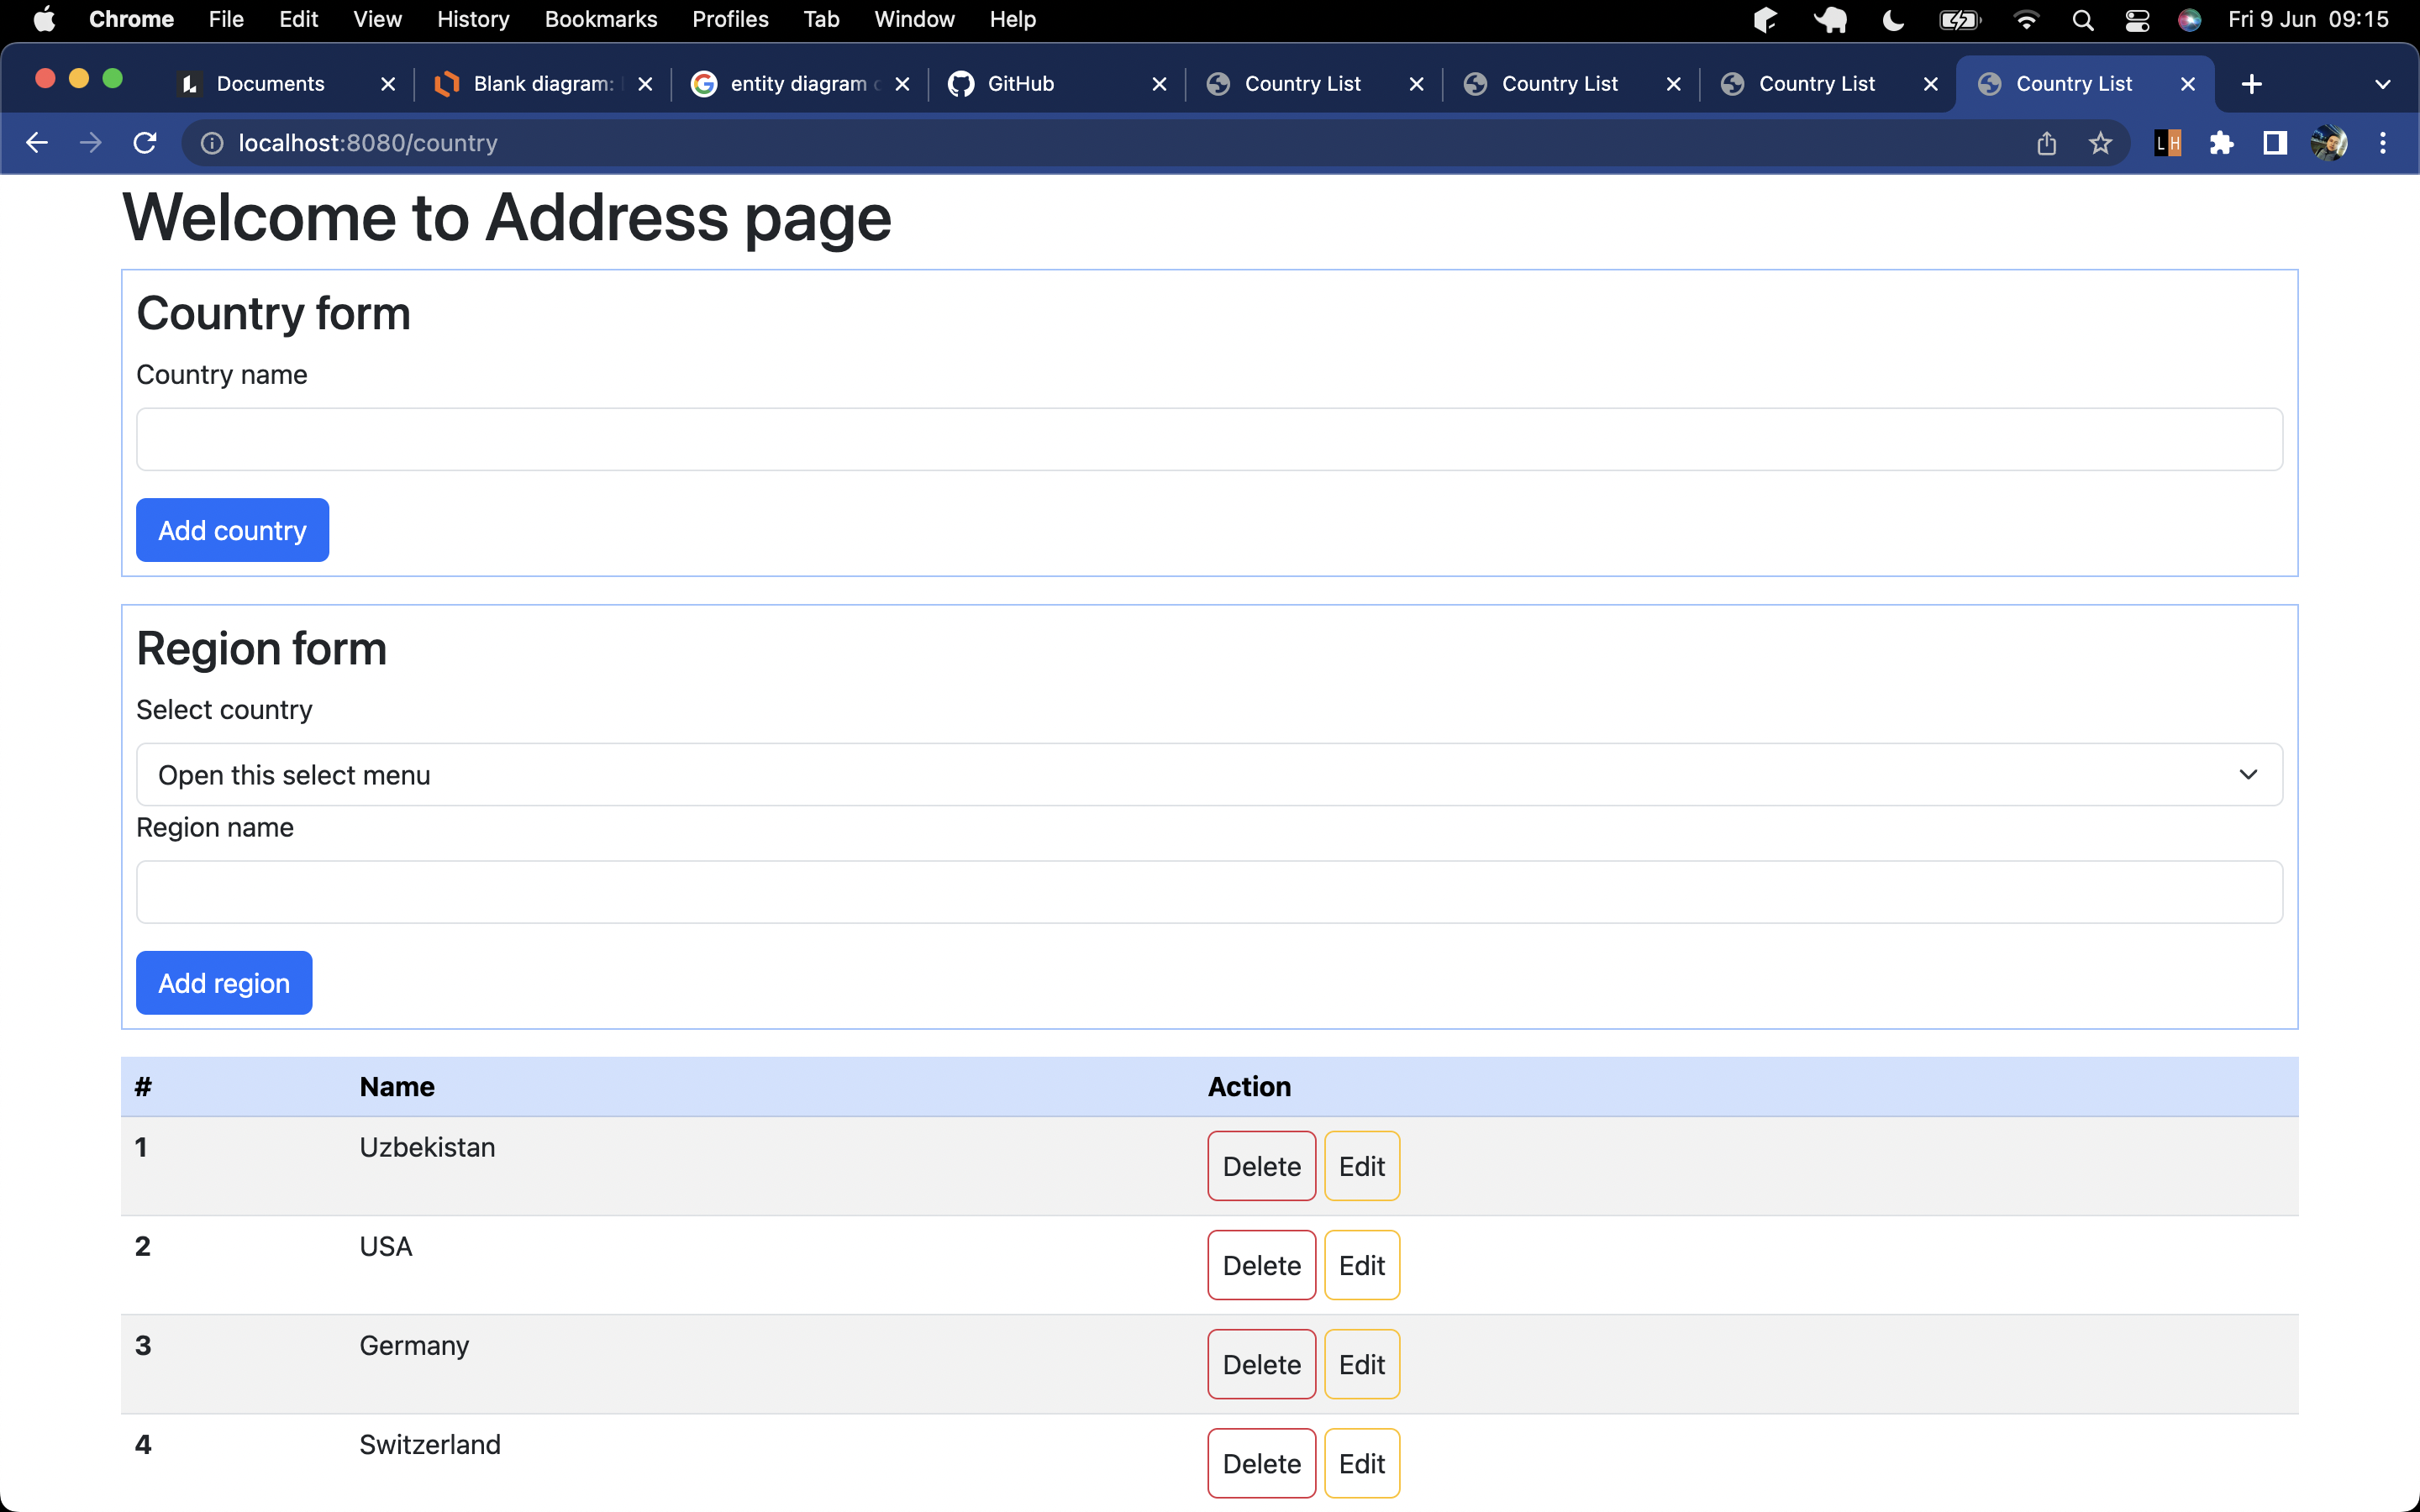 Chrome File Edit View History Bookmarks Profiles Tab Window Help Fri 9 Jun 09:15
Documents Blank diagram: entity diagram GitHub Country List Country List Country List Country List
localhost:8080/country LH
Welcome to Address page
Country form
Country name
Add country
Region form
Select country
Open this select menu
Region name
Add region
# Name Action
1 Uzbekistan Delete Edit
2 USA Delete Edit
3 Germany Delete Edit
4 Switzerland Delete Edit